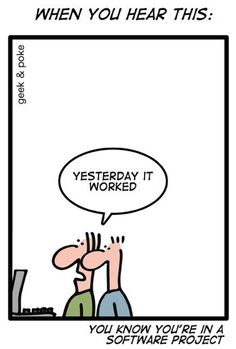 WHEN YOU HEAR THIS:
geek & poke
YESTERDAY IT
WORKED
YOU KNOW YOU'RE IN A
SOFTWARE PROJECT